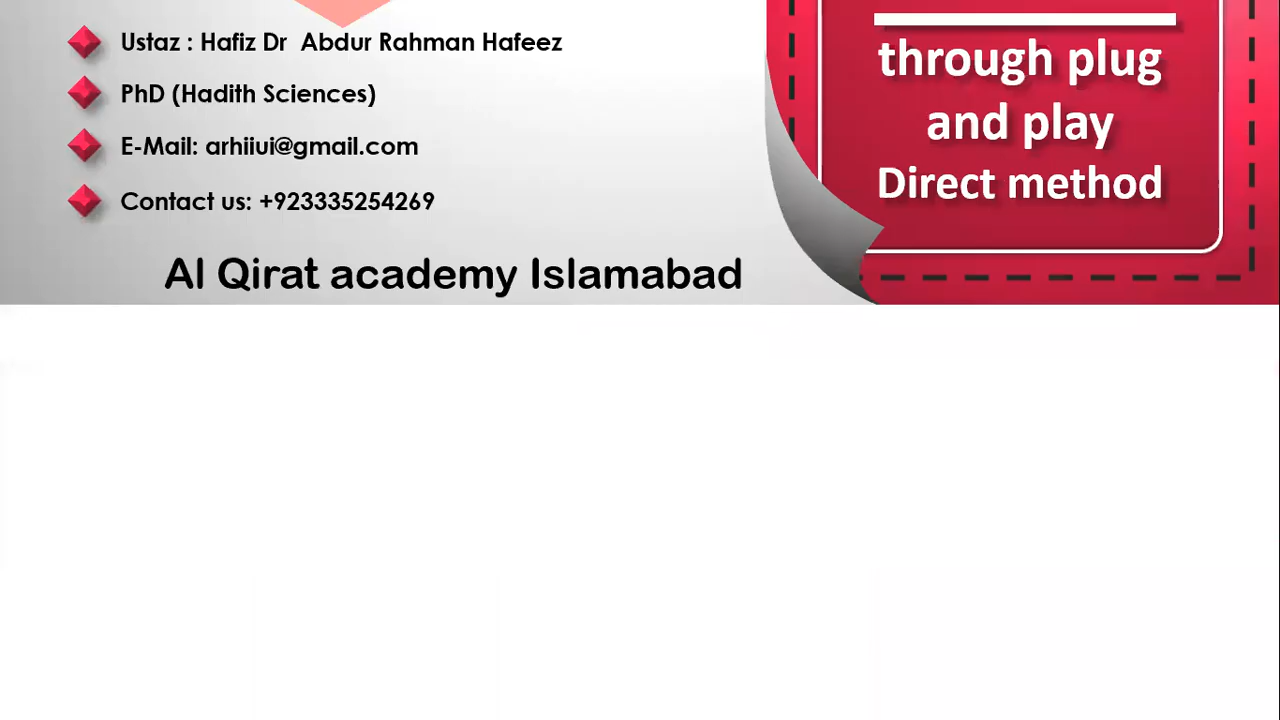 Ustaz : Hafiz Dr  Abdur Rahman Hafeez
PhD (Hadith Sciences)
E-Mail: arhiiui@gmail.com
Contact us: +923335254269
Al Qirat academy Islamabad
through plug
and play
Direct method